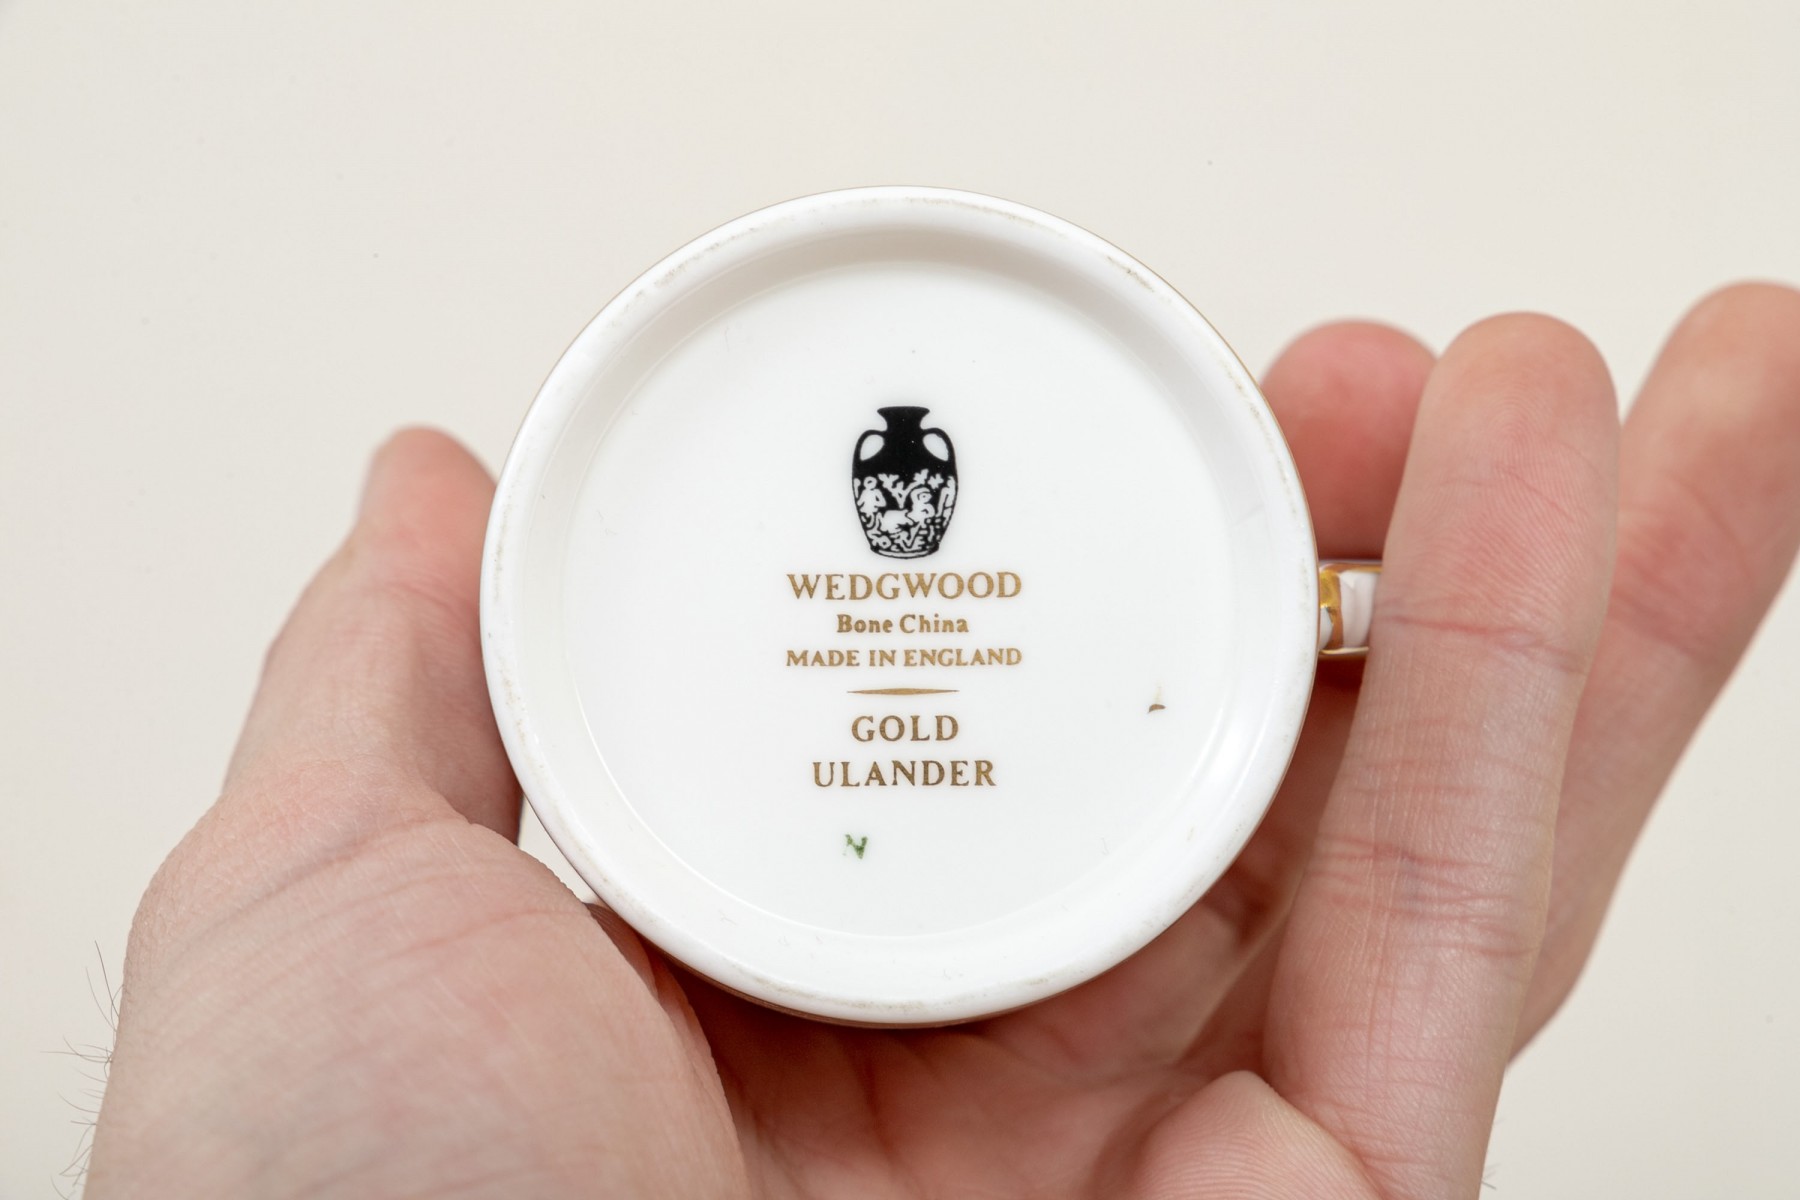 WEDGWOOD
Bone China
MADE IN ENGLAND
GOLD
ULANDER
N